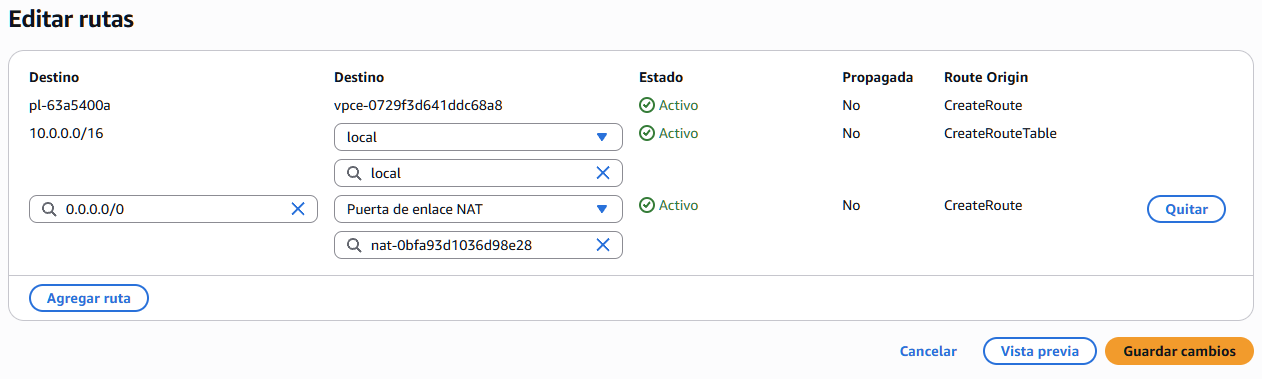 Editar rutas
Destino Destino Estado Propagada Route Origin
pl-63a5400a vpce-0729f3d641ddc68a8 Activo No CreateRoute
10.0.0.0/16 local Activo No CreateRouteTable
local
0.0.0.0/0 Puerta de enlace NAT Activo No CreateRoute Quitar
nat-0bfa93d1036d98e28
Agregar ruta
Cancelar Vista previa Guardar cambios